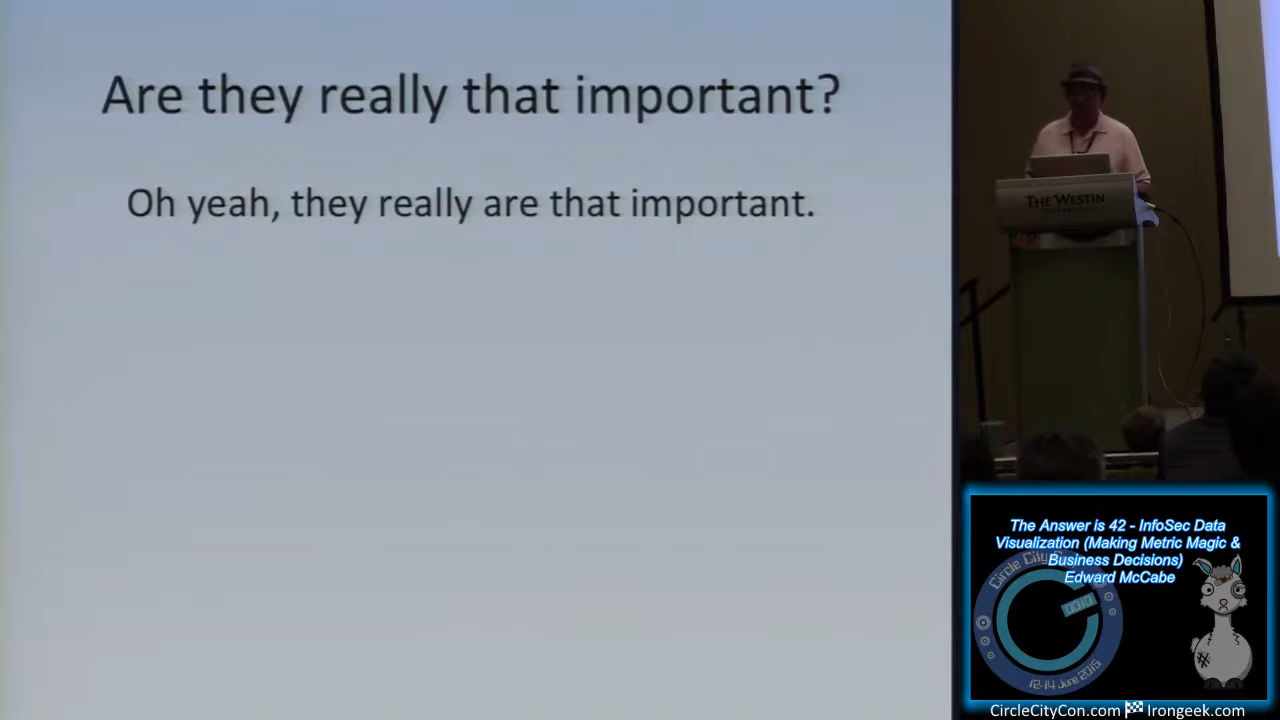 Are they really that important?
Oh yeah, they really are that important.
THE WESTIN
The Answer is 42 - InfoSec Data
Visualization (Making Metric Magic &
Business Decisions)
Edward McCabe
Circle City
12-14 June 2015
CircleCityCon.com Irongeek.com